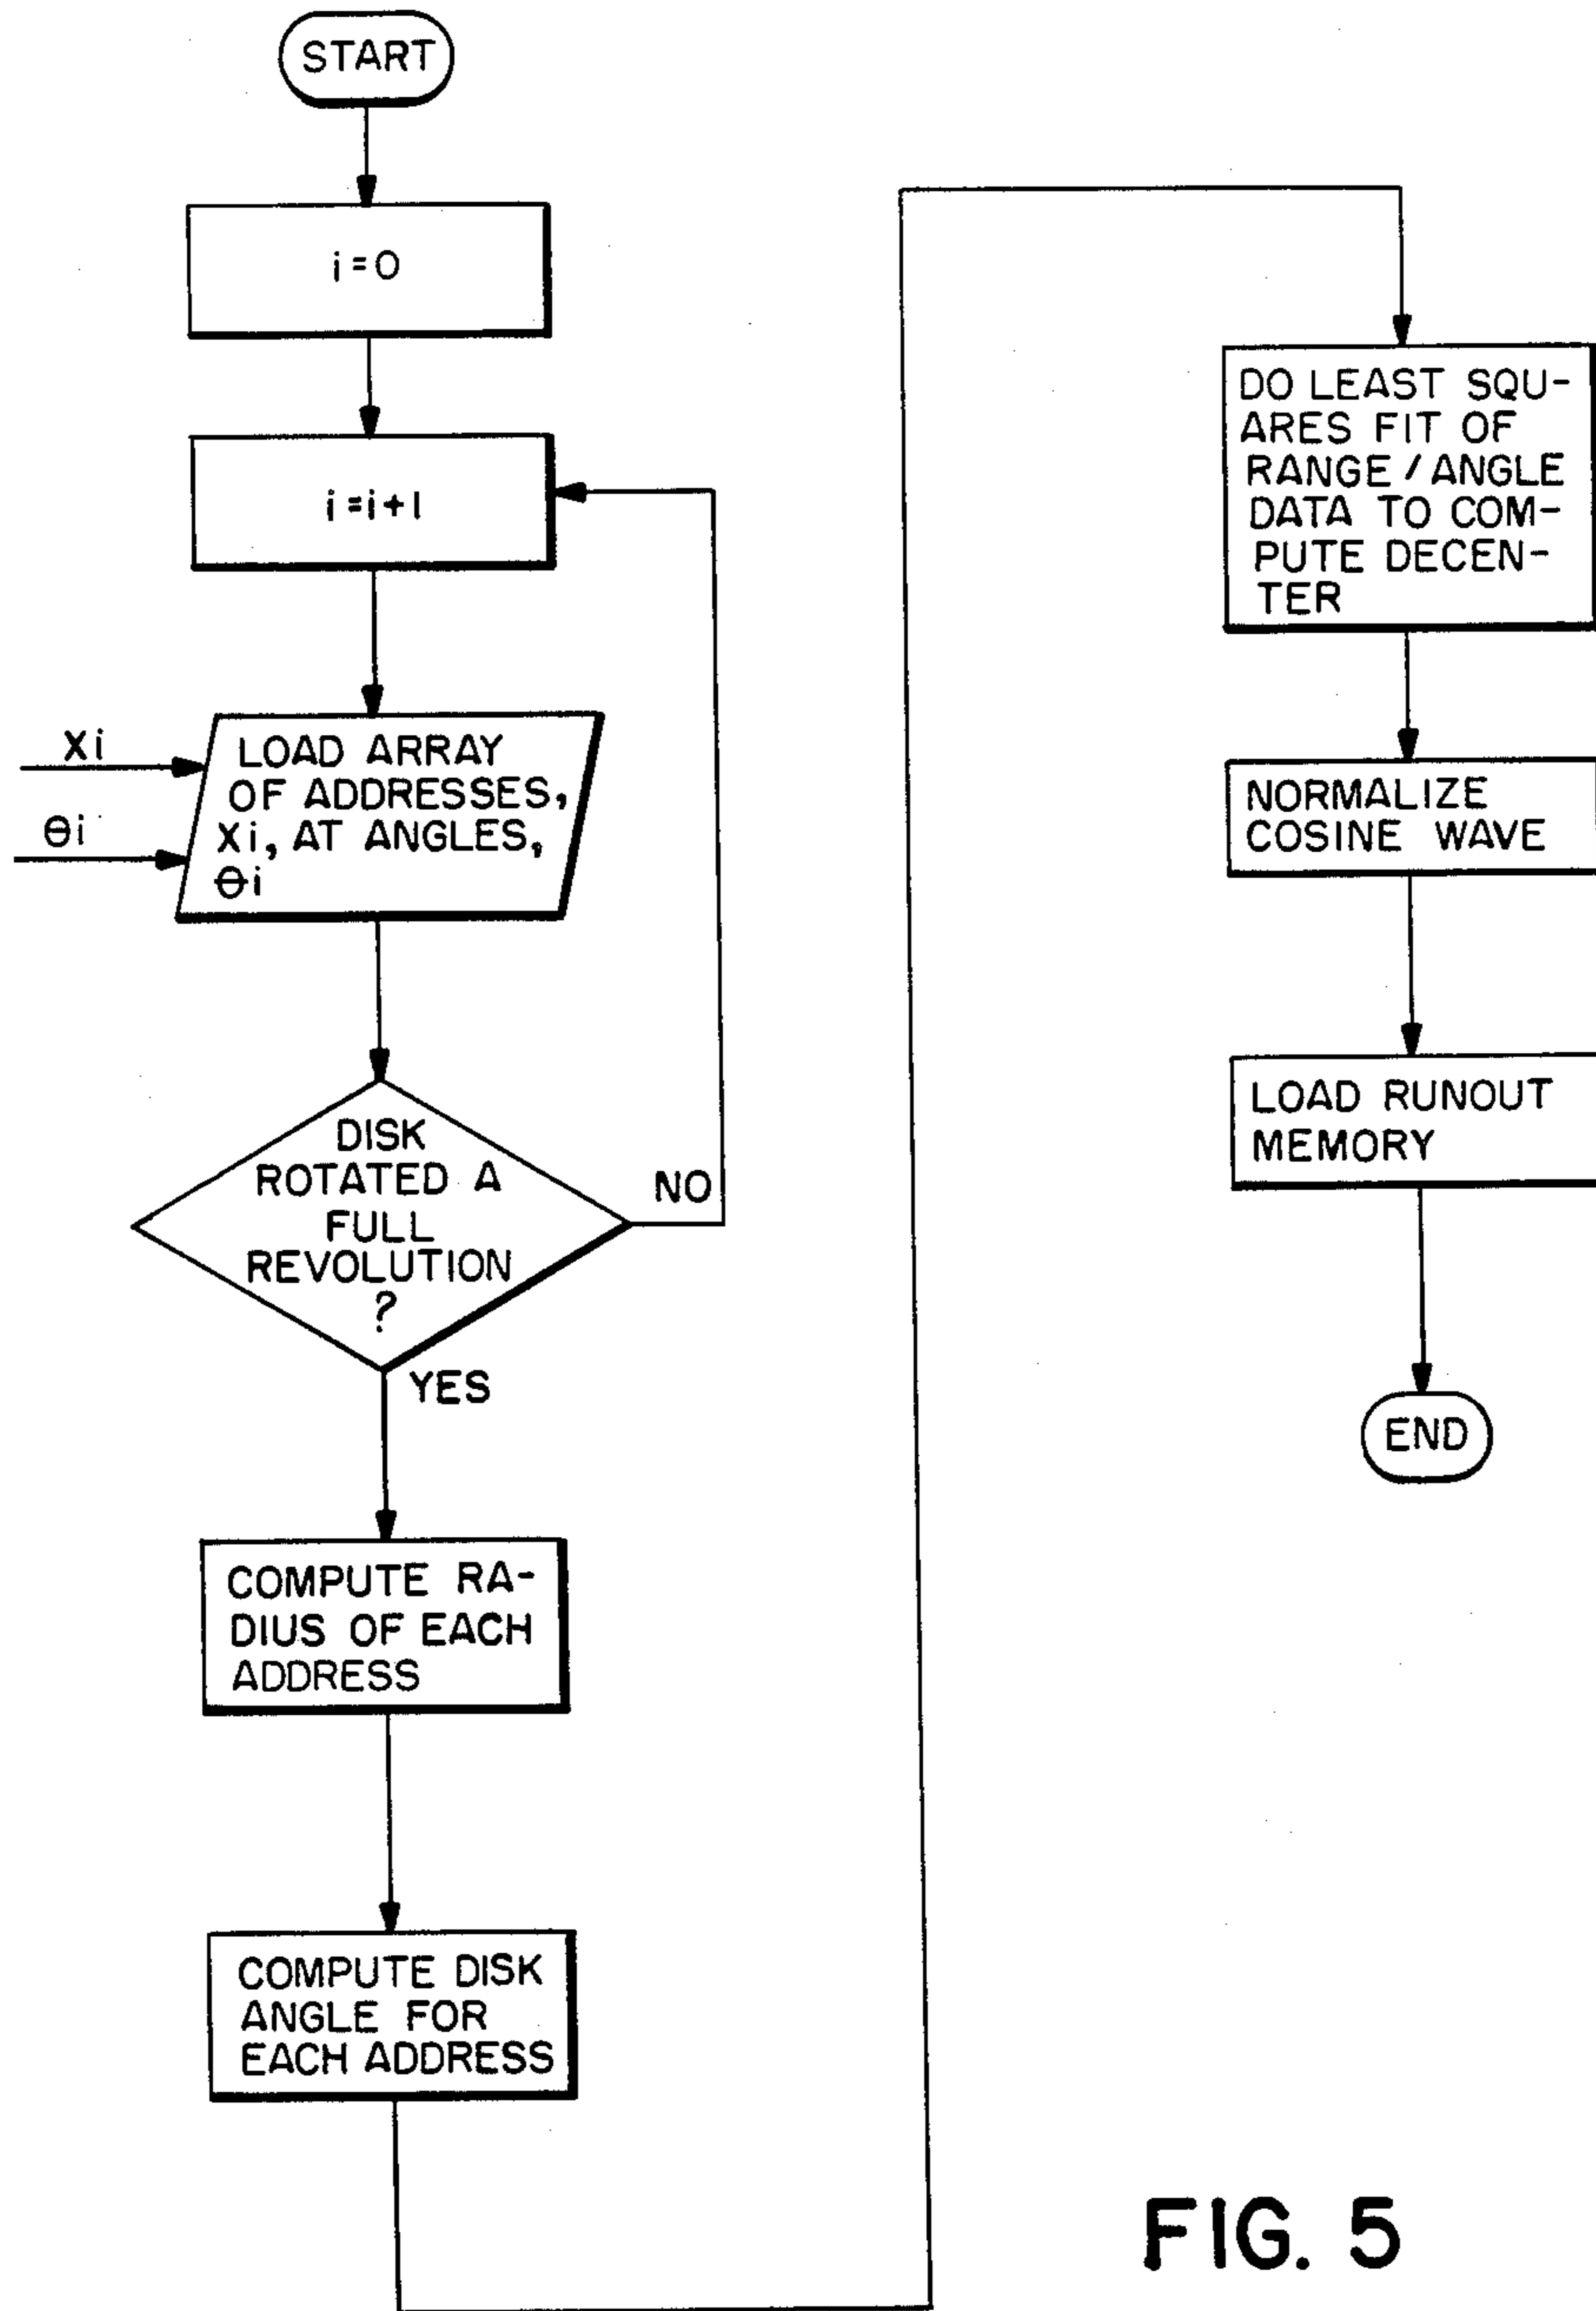 START
i=0
i=i+1
Xi
θi
LOAD ARRAY
OF ADDRESSES,
Xi, AT ANGLES,
θi
DISK
ROTATED A
FULL
REVOLUTION
?
NO
YES
COMPUTE RA-
DIUS OF EACH
ADDRESS
COMPUTE DISK
ANGLE FOR
EACH ADDRESS
DO LEAST SQU-
ARES FIT OF
RANGE/ANGLE
DATA TO COM-
PUTE DECEN-
TER
NORMALIZE
COSINE WAVE
LOAD RUNOUT
MEMORY
END
FIG. 5